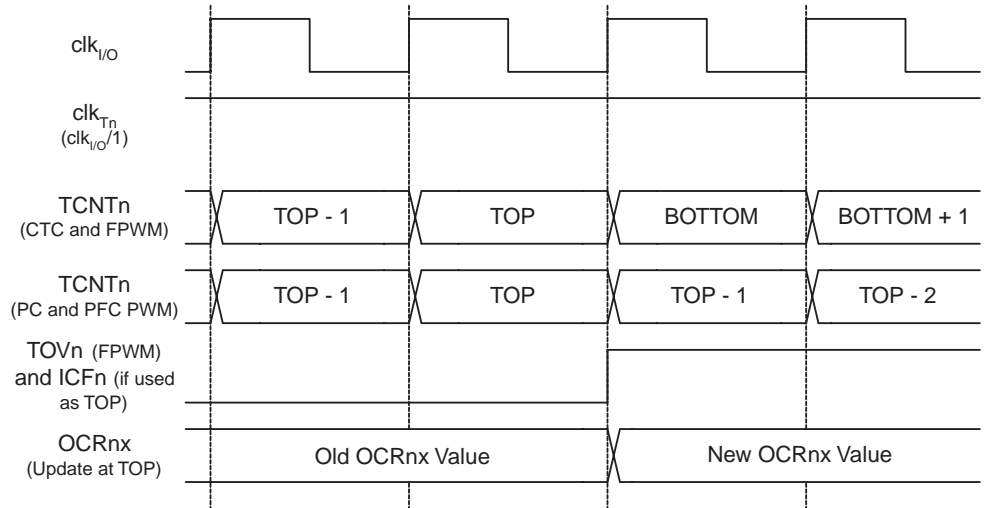 clkI/O
clkTn
(clkI/O/1)
TCNTn
(CTC and FPWM)
TOP - 1
TOP
BOTTOM
BOTTOM + 1
TCNTn
(PC and PFC PWM)
TOP - 1
TOP
TOP - 1
TOP - 2
TOVn (FPWM)
and ICFn (if used
as TOP)
OCRnx
(Update at TOP)
Old OCRnx Value
New OCRnx Value